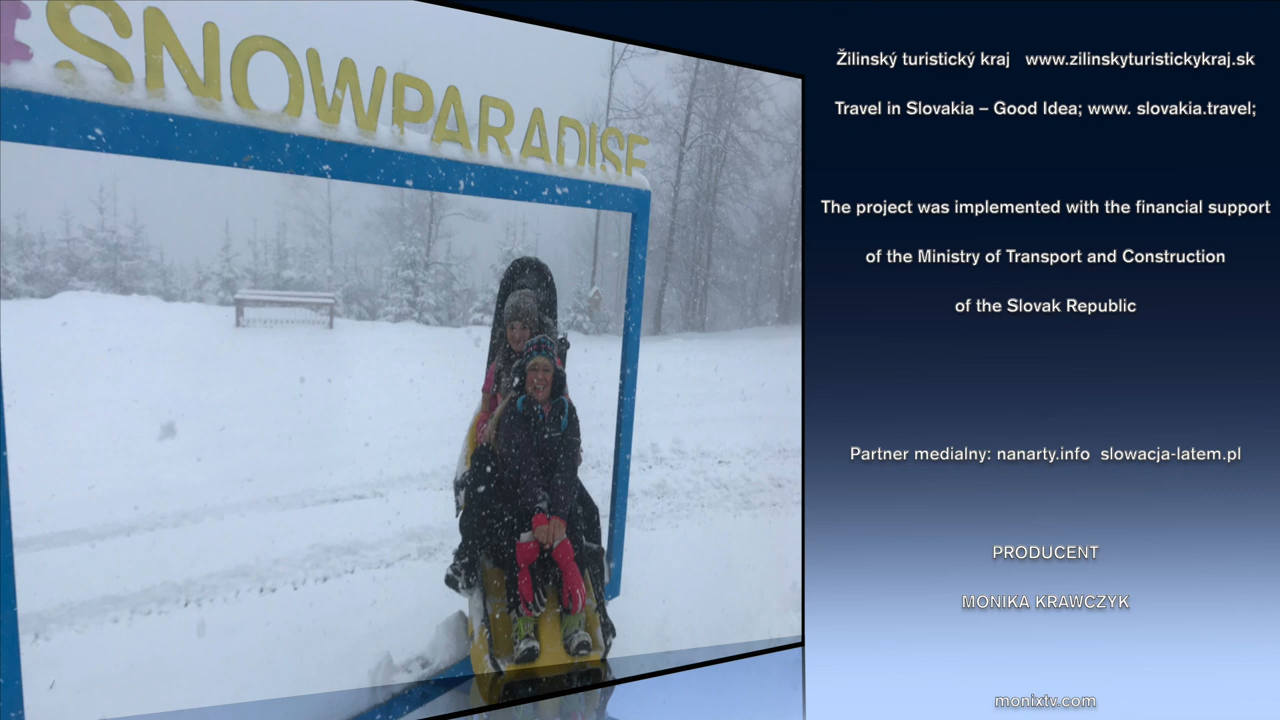 SNOWPARADISE
Žilinský turistický kraj www.zilinskyturistickykraj.sk
Travel in Slovakia – Good Idea; www. slovakia.travel;
The project was implemented with the financial support
of the Ministry of Transport and Construction
of the Slovak Republic
Partner medialny: nanarty.info slowacja-latem.pl
PRODUCENT
MONIKA KRAWCZYK
monixtv.com